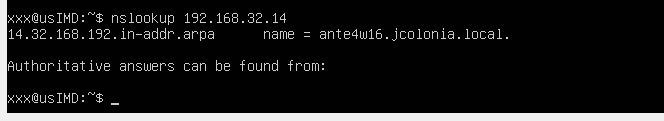 xxx@usIMD:~$ nslookup 192.168.32.14
14.32.168.192.in-addr.arpa name = ante4w16.jcolonia.local.
Authoritative answers can be found from:
xxx@usIMD:~$ _